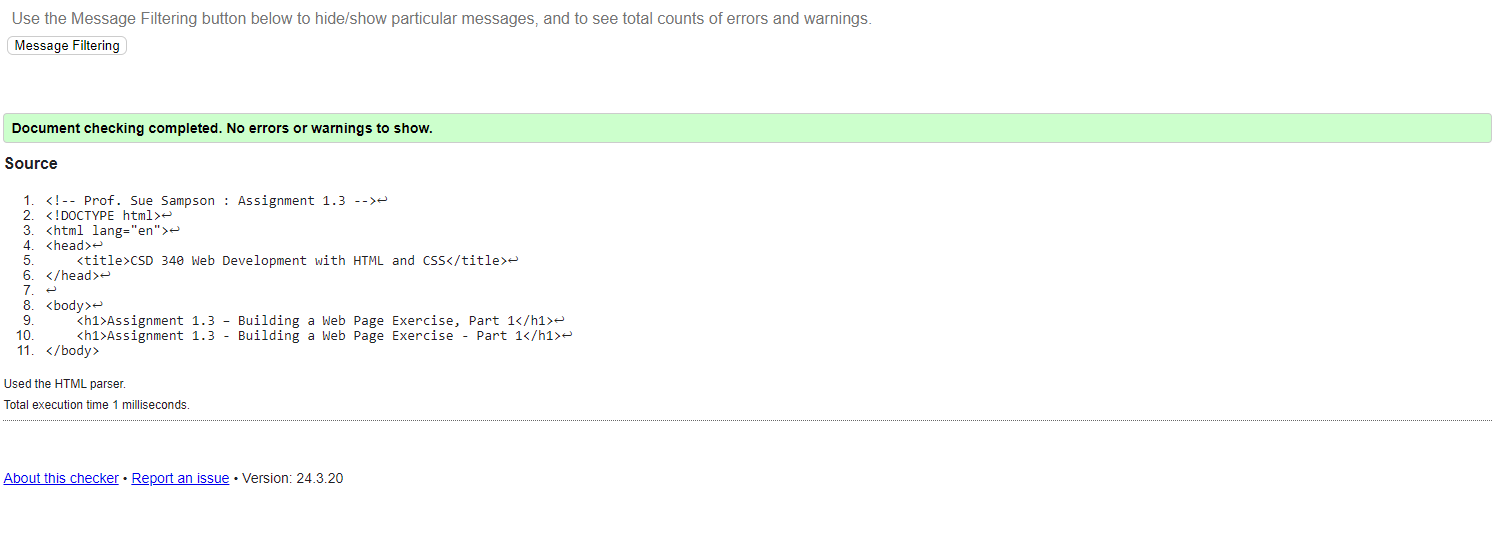 Use the Message Filtering button below to hide/show particular messages, and to see total counts of errors and warnings.
Message Filtering
Document checking completed. No errors or warnings to show.
Source
1. <!-- Prof. Sue Sampson : Assignment 1.3 -->↩
2. <!DOCTYPE html>↩
3. <html lang="en">↩
4. <head>↩
5.     <title>CSD 340 Web Development with HTML and CSS</title>↩
6. </head>↩
7. ↩
8. <body>↩
9.     <h1>Assignment 1.3 – Building a Web Page Exercise, Part 1</h1>↩
10.     <h1>Assignment 1.3 - Building a Web Page Exercise - Part 1</h1>↩
11. </body>
Used the HTML parser.
Total execution time 1 milliseconds.
About this checker • Report an issue • Version: 24.3.20